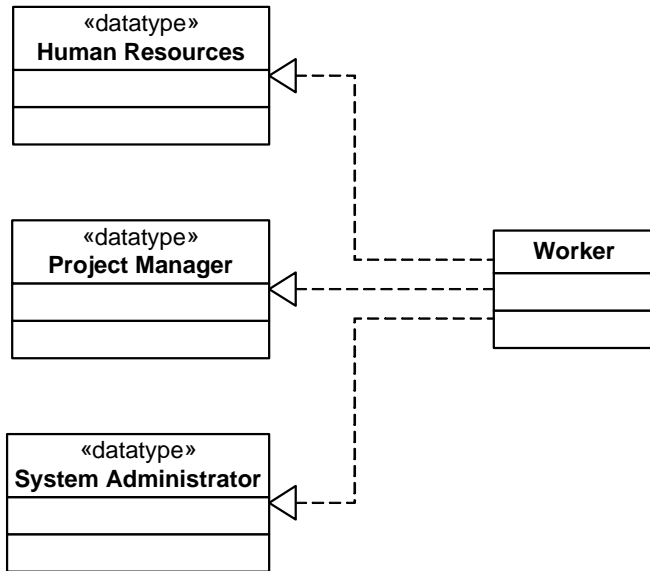 «datatype»
Human Resources
«datatype»
Project Manager
Worker
«datatype»
System Administrator